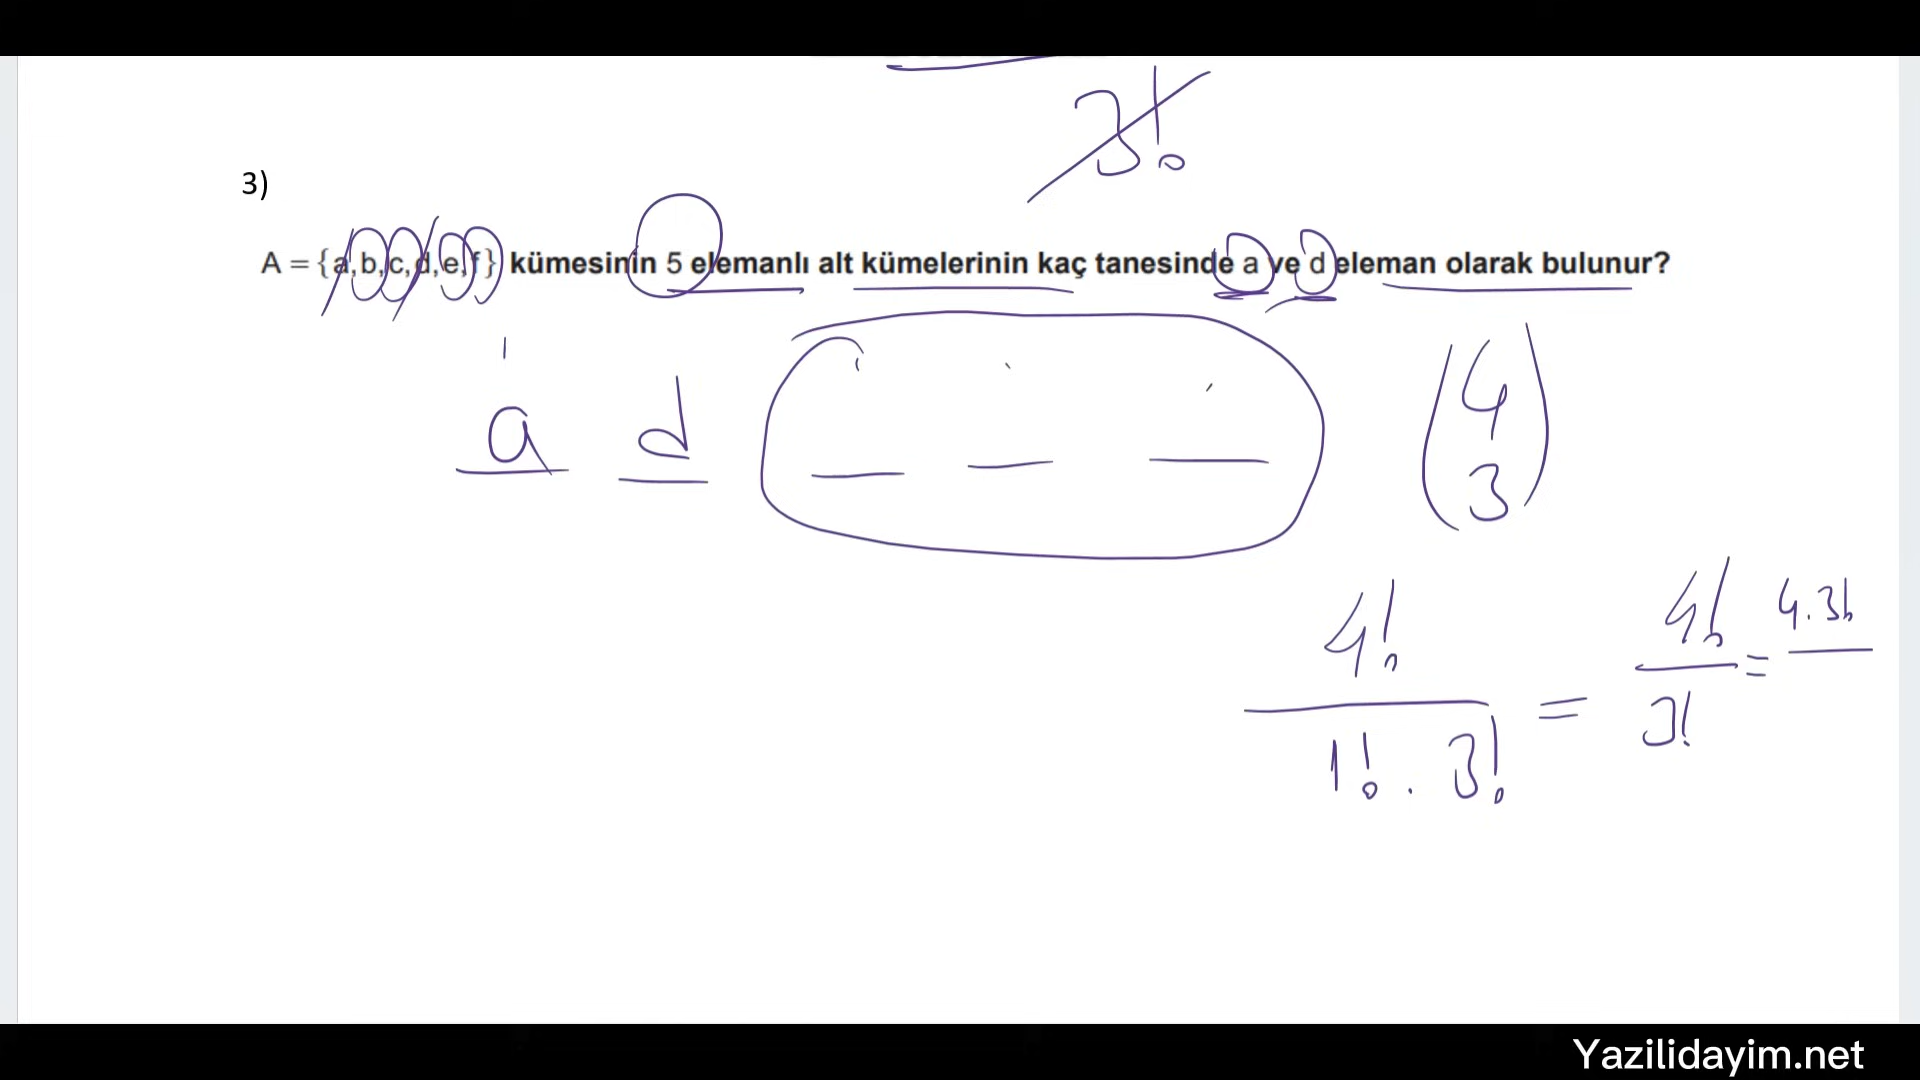 3!
3)
A = {a,b,c,d,e,f} kümesinin 5 elemanlı alt kümelerinin kaç tanesinde a ve d eleman olarak bulunur?
a d
(4
3)
4! / 1! . 3! = 4! / 3! = 4.3!
Yazilidayim.net